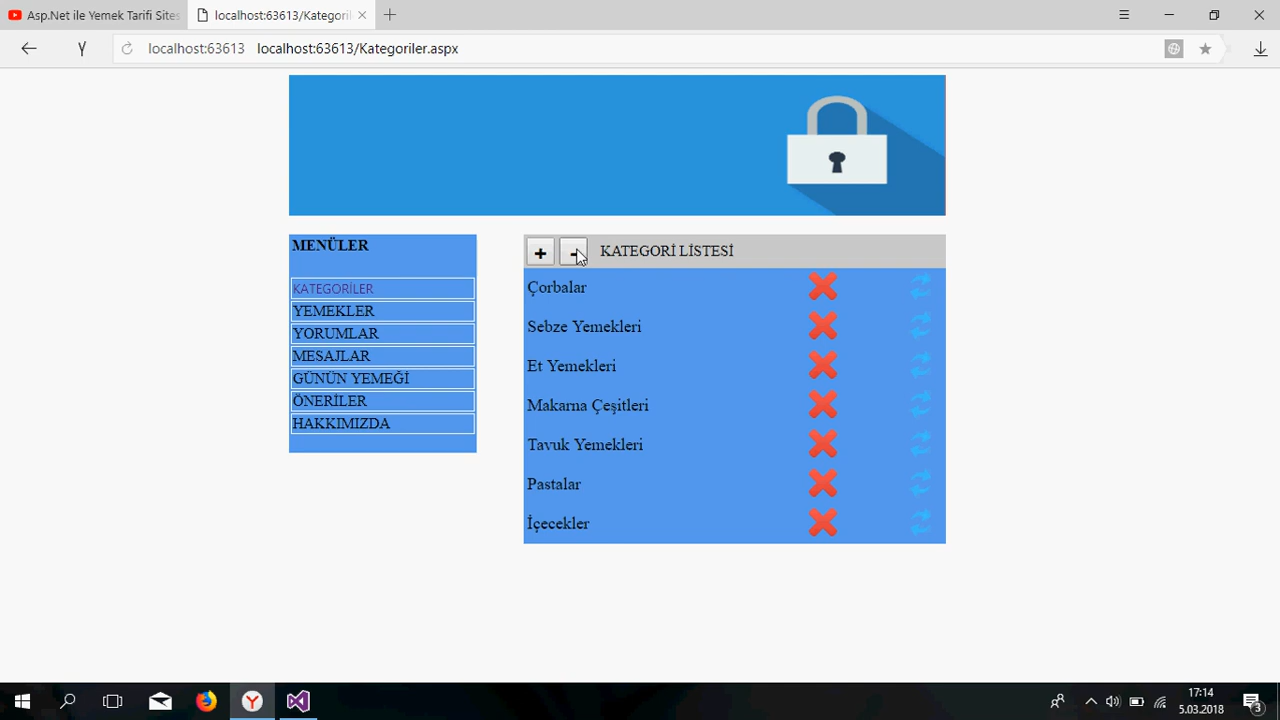 Asp.Net ile Yemek Tarifi Sites
localhost:63613/Kategoril
localhost:63613 localhost:63613/Kategoriler.aspx
MENÜLER
KATEGORİLER
YEMEKLER
YORUMLAR
MESAJLAR
GÜNÜN YEMEĞİ
ÖNERİLER
HAKKIMIZDA
+ - KATEGORİ LİSTESİ
Çorbalar
Sebze Yemekleri
Et Yemekleri
Makarna Çeşitleri
Tavuk Yemekleri
Pastalar
İçecekler
17:14
5.03.2018
3